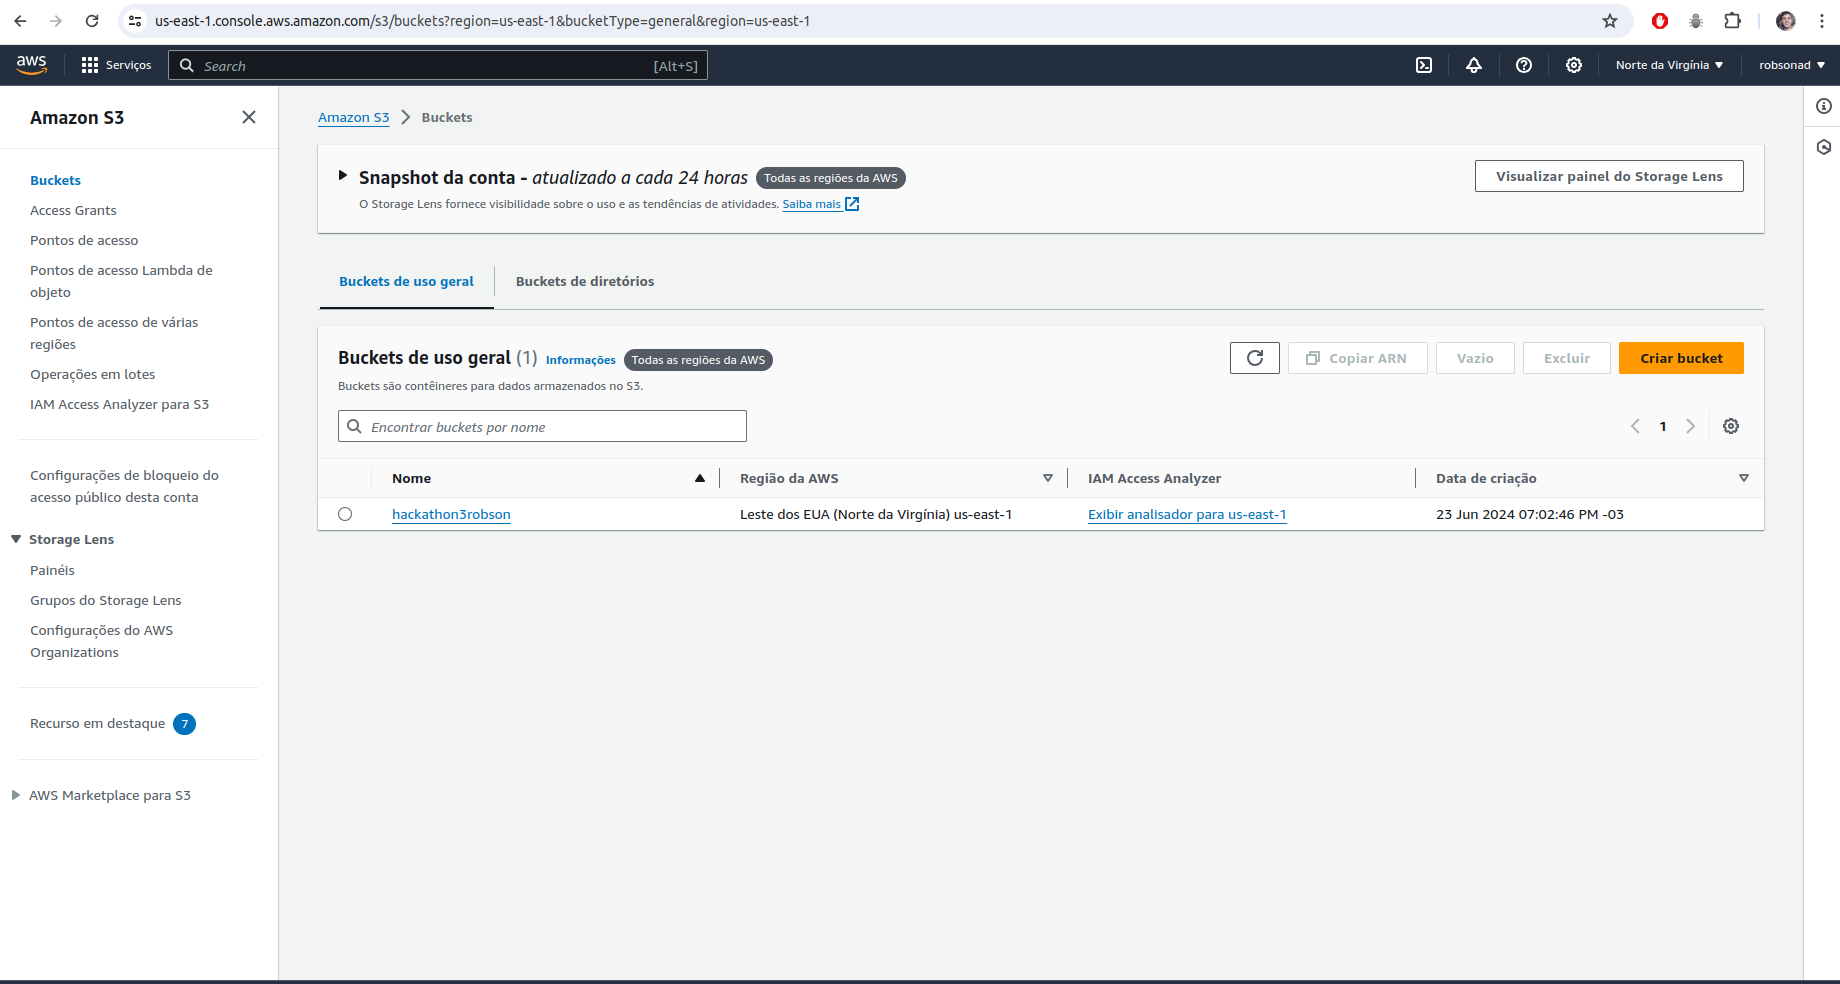 us-east-1.console.aws.amazon.com/s3/buckets?region=us-east-1&bucketType=general&region=us-east-1
aws
Serviços
Search
[Alt+S]
Norte da Virgínia
robsonad
Amazon S3
Buckets
Access Grants
Pontos de acesso
Pontos de acesso Lambda de
objeto
Pontos de acesso de várias
regiões
Operações em lotes
IAM Access Analyzer para S3
Configurações de bloqueio do
acesso público desta conta
Storage Lens
Painéis
Grupos do Storage Lens
Configurações do AWS
Organizations
Recurso em destaque 7
AWS Marketplace para S3
Amazon S3 Buckets
Snapshot da conta - atualizado a cada 24 horas Todas as regiões da AWS
O Storage Lens fornece visibilidade sobre o uso e as tendências de atividades. Saiba mais
Visualizar painel do Storage Lens
Buckets de uso geral
Buckets de diretórios
Buckets de uso geral (1) Informações Todas as regiões da AWS
Buckets são contêineres para dados armazenados no S3.
Copiar ARN
Vazio
Excluir
Criar bucket
Encontrar buckets por nome
1
Nome Região da AWS IAM Access Analyzer Data de criação
hackathon3robson Leste dos EUA (Norte da Virgínia) us-east-1 Exibir analisador para us-east-1 23 Jun 2024 07:02:46 PM -03